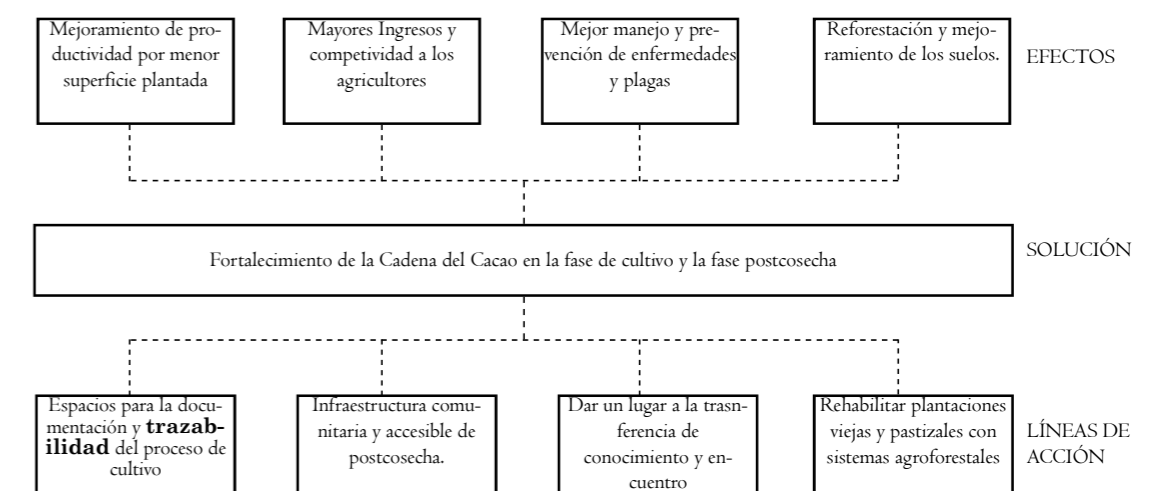 Mejoramiento de pro-
ductividad por menor
superficie plantada
Mayores Ingresos y
competividad a los
agricultores
Mejor manejo y pre-
vención de enfermedades
y plagas
Reforestación y mejo-
ramiento de los suelos.
EFECTOS
Fortalecimiento de la Cadena del Cacao en la fase de cultivo y la fase postcosecha
SOLUCIÓN
Espacios para la docu-
mentación y trazab-
ilidad del proceso de
cultivo
Infraestructura comu-
nitaria y accesible de
postcosecha.
Dar un lugar a la trasn-
ferencia de
conocimiento y en-
cuentro
Rehabilitar plantaciones
viejas y pastizales con
sistemas agroforestales
LÍNEAS DE
ACCIÓN